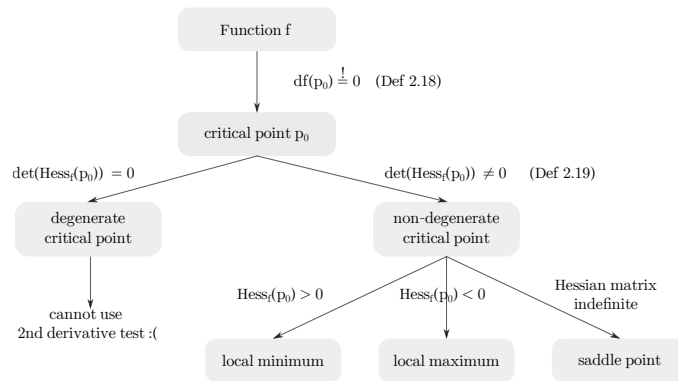 Function f
df(p₀) =! 0 (Def 2.18)
critical point p₀
det(Hess_f(p₀)) = 0
det(Hess_f(p₀)) ≠ 0 (Def 2.19)
degenerate
critical point
non-degenerate
critical point
cannot use
2nd derivative test :(
Hess_f(p₀) > 0
Hess_f(p₀) < 0
Hessian matrix
indefinite
local minimum
local maximum
saddle point